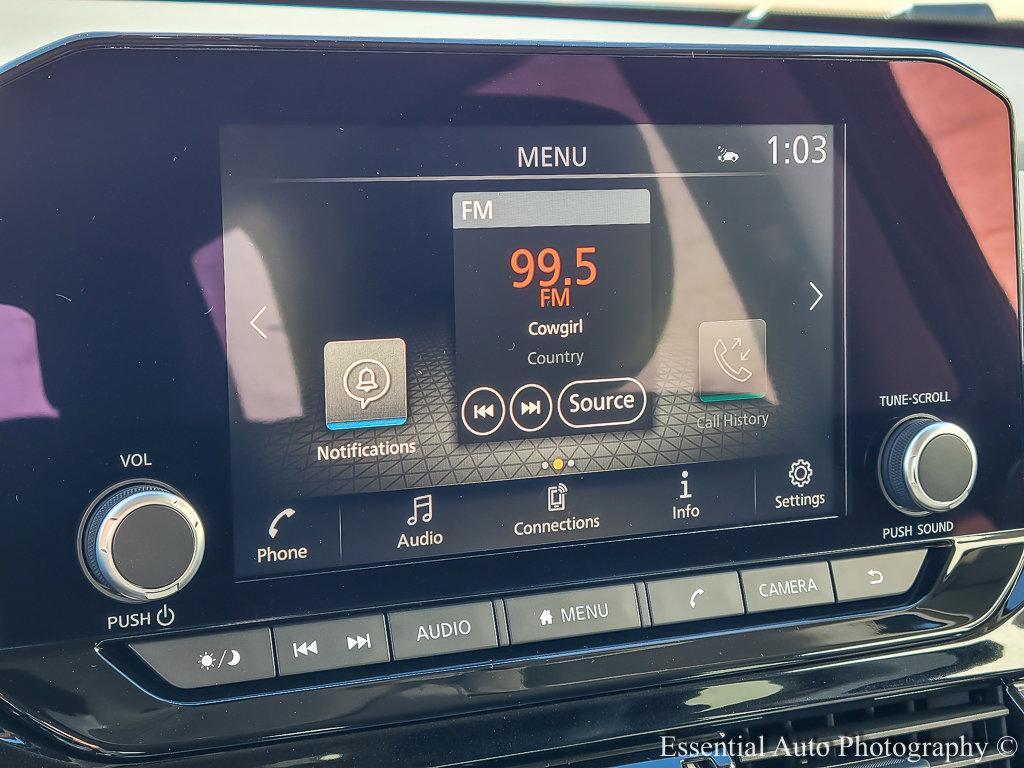 MENU
1:03
FM
99.5
FM
Cowgirl
Country
Source
Notifications
Call History
Phone
Audio
Connections
Info
Settings
VOL
PUSH
TUNE·SCROLL
PUSH SOUND
AUDIO
MENU
CAMERA
Essential Auto Photography ©